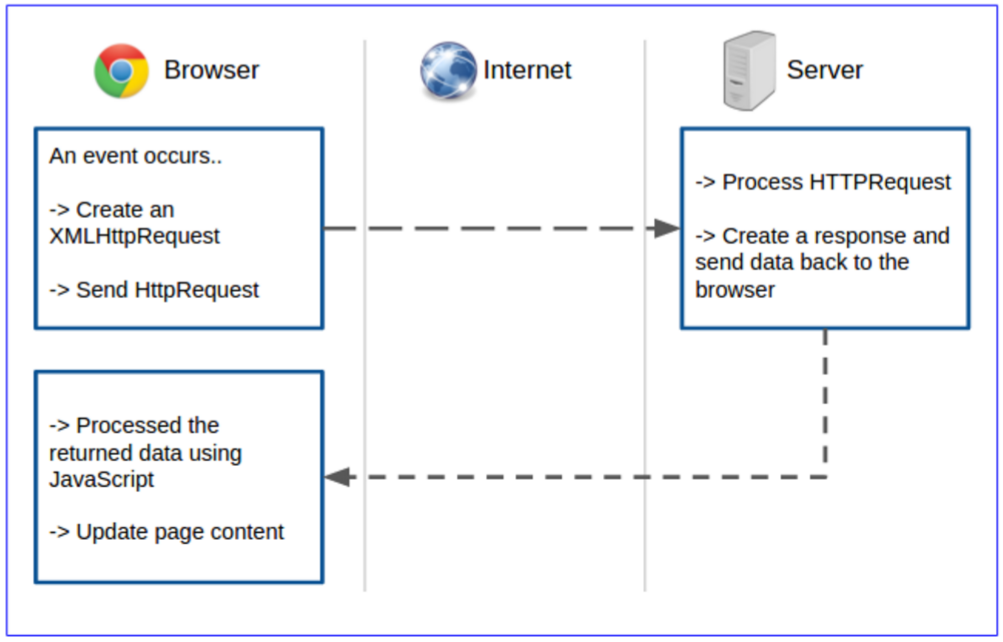 Browser
Internet
Server
An event occurs..
-> Create an
XMLHttpRequest
-> Send HttpRequest
-> Process HTTPRequest
-> Create a response and
send data back to the
browser
-> Processed the
returned data using
JavaScript
-> Update page content